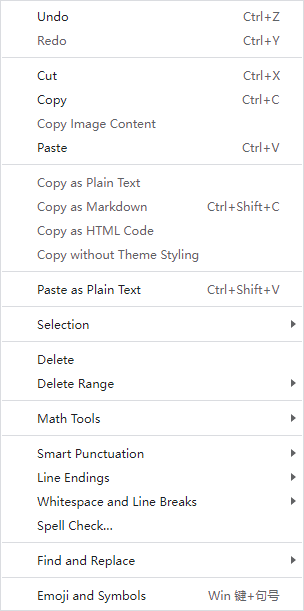 Undo Ctrl+Z
Redo Ctrl+Y
Cut Ctrl+X
Copy Ctrl+C
Copy Image Content
Paste Ctrl+V
Copy as Plain Text
Copy as Markdown Ctrl+Shift+C
Copy as HTML Code
Copy without Theme Styling
Paste as Plain Text Ctrl+Shift+V
Selection
Delete
Delete Range
Math Tools
Smart Punctuation
Line Endings
Whitespace and Line Breaks
Spell Check...
Find and Replace
Emoji and Symbols Win 键+句号